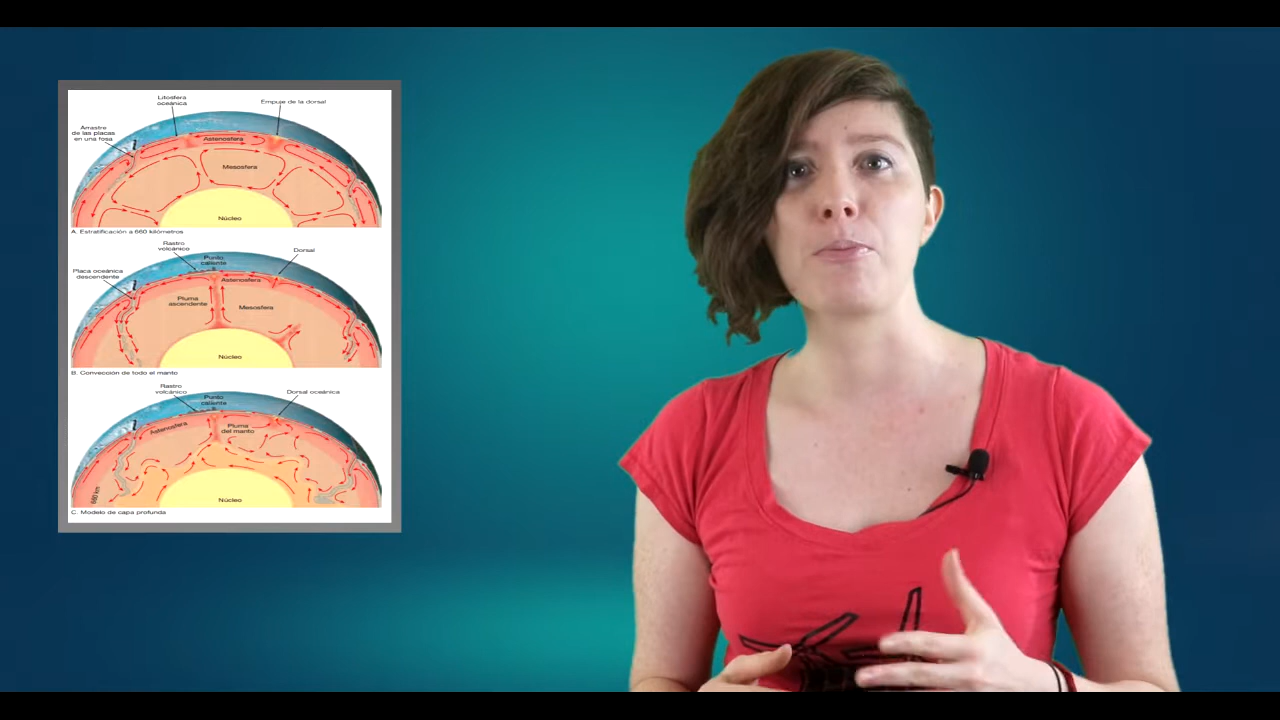 Litosfera
oceánica
Empuje de la dorsal
Arrastre
de las placas
en una fosa
Astenosfera
Mesosfera
Núcleo
A. Estratificación a 660 kilómetros
Rastro
volcánico
Punto
caliente
Dorsal
Placa oceánica
descendente
Astenosfera
Pluma
ascendente
Mesosfera
Núcleo
B. Convección de todo el manto
Rastro
volcánico
Punto
caliente
Dorsal oceánica
Astenosfera
Pluma
del manto
660 km
Núcleo
C. Modelo de capa profunda